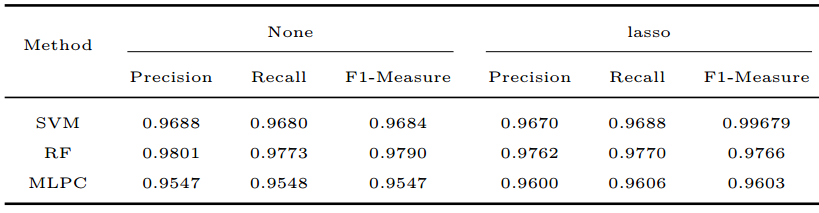 Method None lasso
Precision Recall F1-Measure Precision Recall F1-Measure
SVM 0.9688 0.9680 0.9684 0.9670 0.9688 0.99679
RF 0.9801 0.9773 0.9790 0.9762 0.9770 0.9766
MLPC 0.9547 0.9548 0.9547 0.9600 0.9606 0.9603